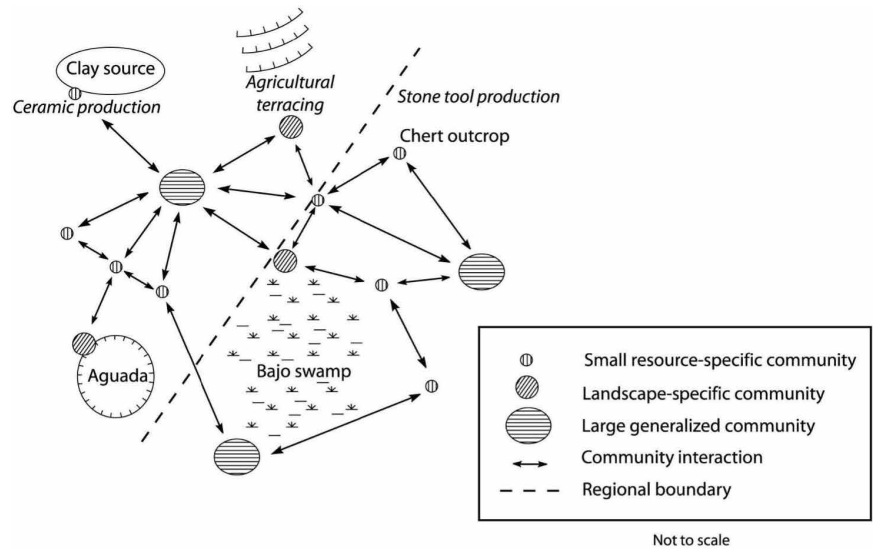 Clay source
Ceramic production
Agricultural
terracing
Stone tool production
Chert outcrop
Aguada
Bajo swamp
Small resource-specific community
Landscape-specific community
Large generalized community
Community interaction
Regional boundary
Not to scale